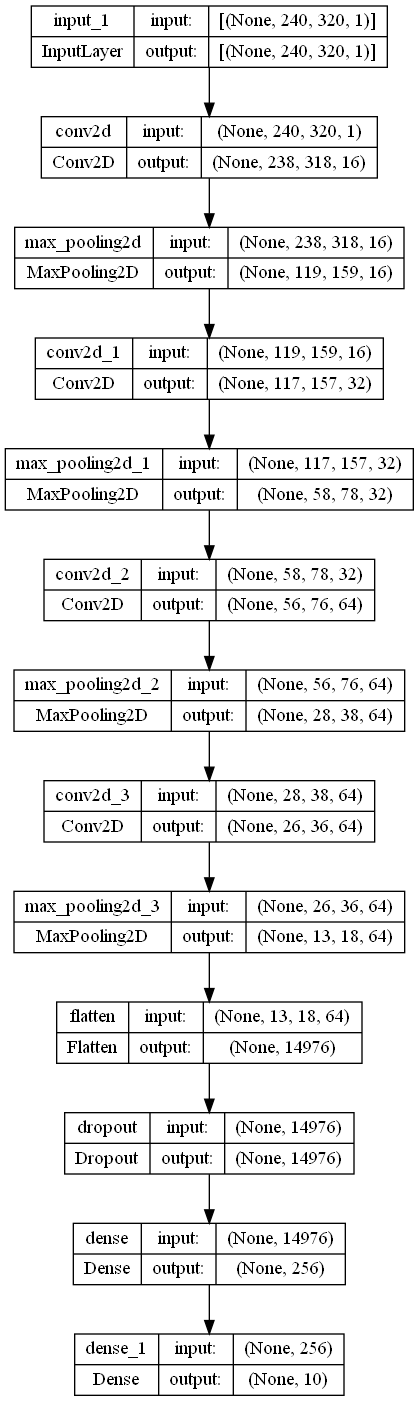 input_1 input: [(None, 240, 320, 1)]
InputLayer output: [(None, 240, 320, 1)]
conv2d input: (None, 240, 320, 1)
Conv2D output: (None, 238, 318, 16)
max_pooling2d input: (None, 238, 318, 16)
MaxPooling2D output: (None, 119, 159, 16)
conv2d_1 input: (None, 119, 159, 16)
Conv2D output: (None, 117, 157, 32)
max_pooling2d_1 input: (None, 117, 157, 32)
MaxPooling2D output: (None, 58, 78, 32)
conv2d_2 input: (None, 58, 78, 32)
Conv2D output: (None, 56, 76, 64)
max_pooling2d_2 input: (None, 56, 76, 64)
MaxPooling2D output: (None, 28, 38, 64)
conv2d_3 input: (None, 28, 38, 64)
Conv2D output: (None, 26, 36, 64)
max_pooling2d_3 input: (None, 26, 36, 64)
MaxPooling2D output: (None, 13, 18, 64)
flatten input: (None, 13, 18, 64)
Flatten output: (None, 14976)
dropout input: (None, 14976)
Dropout output: (None, 14976)
dense input: (None, 14976)
Dense output: (None, 256)
dense_1 input: (None, 256)
Dense output: (None, 10)